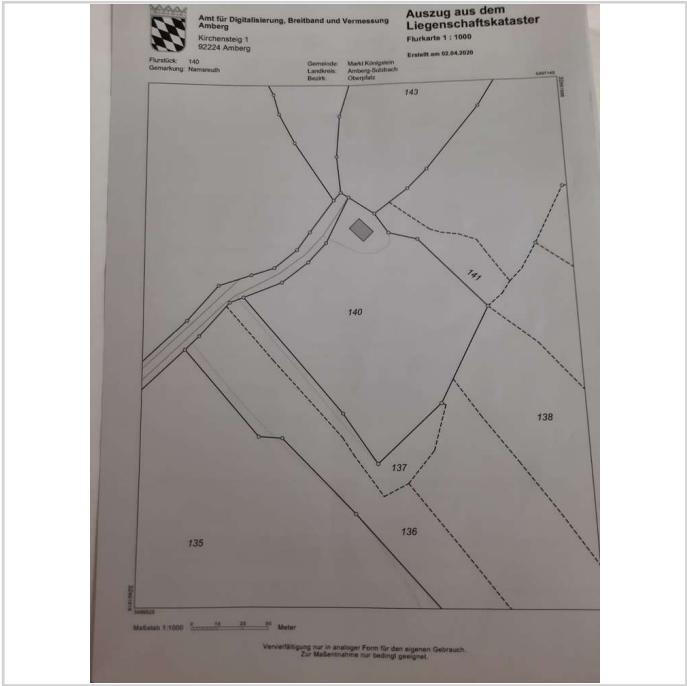 Amt für Digitalisierung, Breitband und Vermessung
Amberg
Kirchensteig 1
92224 Amberg
Auszug aus dem
Liegenschaftskataster
Flurkarte 1 : 1000
Erstellt am 02.04.2020
Flurstück: 140
Gemarkung: Namsreuth
Gemeinde: Markt Königstein
Landkreis: Amberg-Sulzbach
Bezirk: Oberpfalz
143
141
140
138
137
136
135
Maßstab 1:1000
Meter
Vervielfältigung nur in analoger Form für den eigenen Gebrauch.
Zur Maßentnahme nur bedingt geeignet.